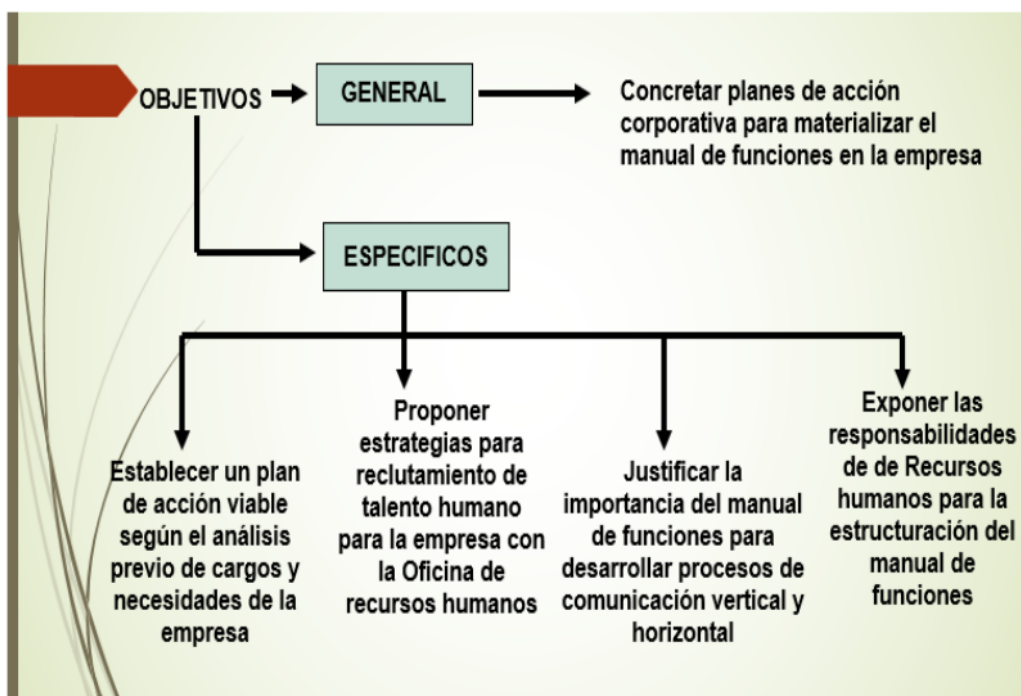 OBJETIVOS
GENERAL
Concretar planes de acción
corporativa para materializar el
manual de funciones en la empresa
ESPECIFICOS
Establecer un plan
de acción viable
según el análisis
previo de cargos y
necesidades de la
empresa
Proponer
estrategias para
reclutamiento de
talento humano
para la empresa con
la Oficina de
recursos humanos
Justificar la
importancia del manual
de funciones para
desarrollar procesos de
comunicación vertical y
horizontal
Exponer las
responsabilidades
de de Recursos
humanos para la
estructuración del
manual de
funciones